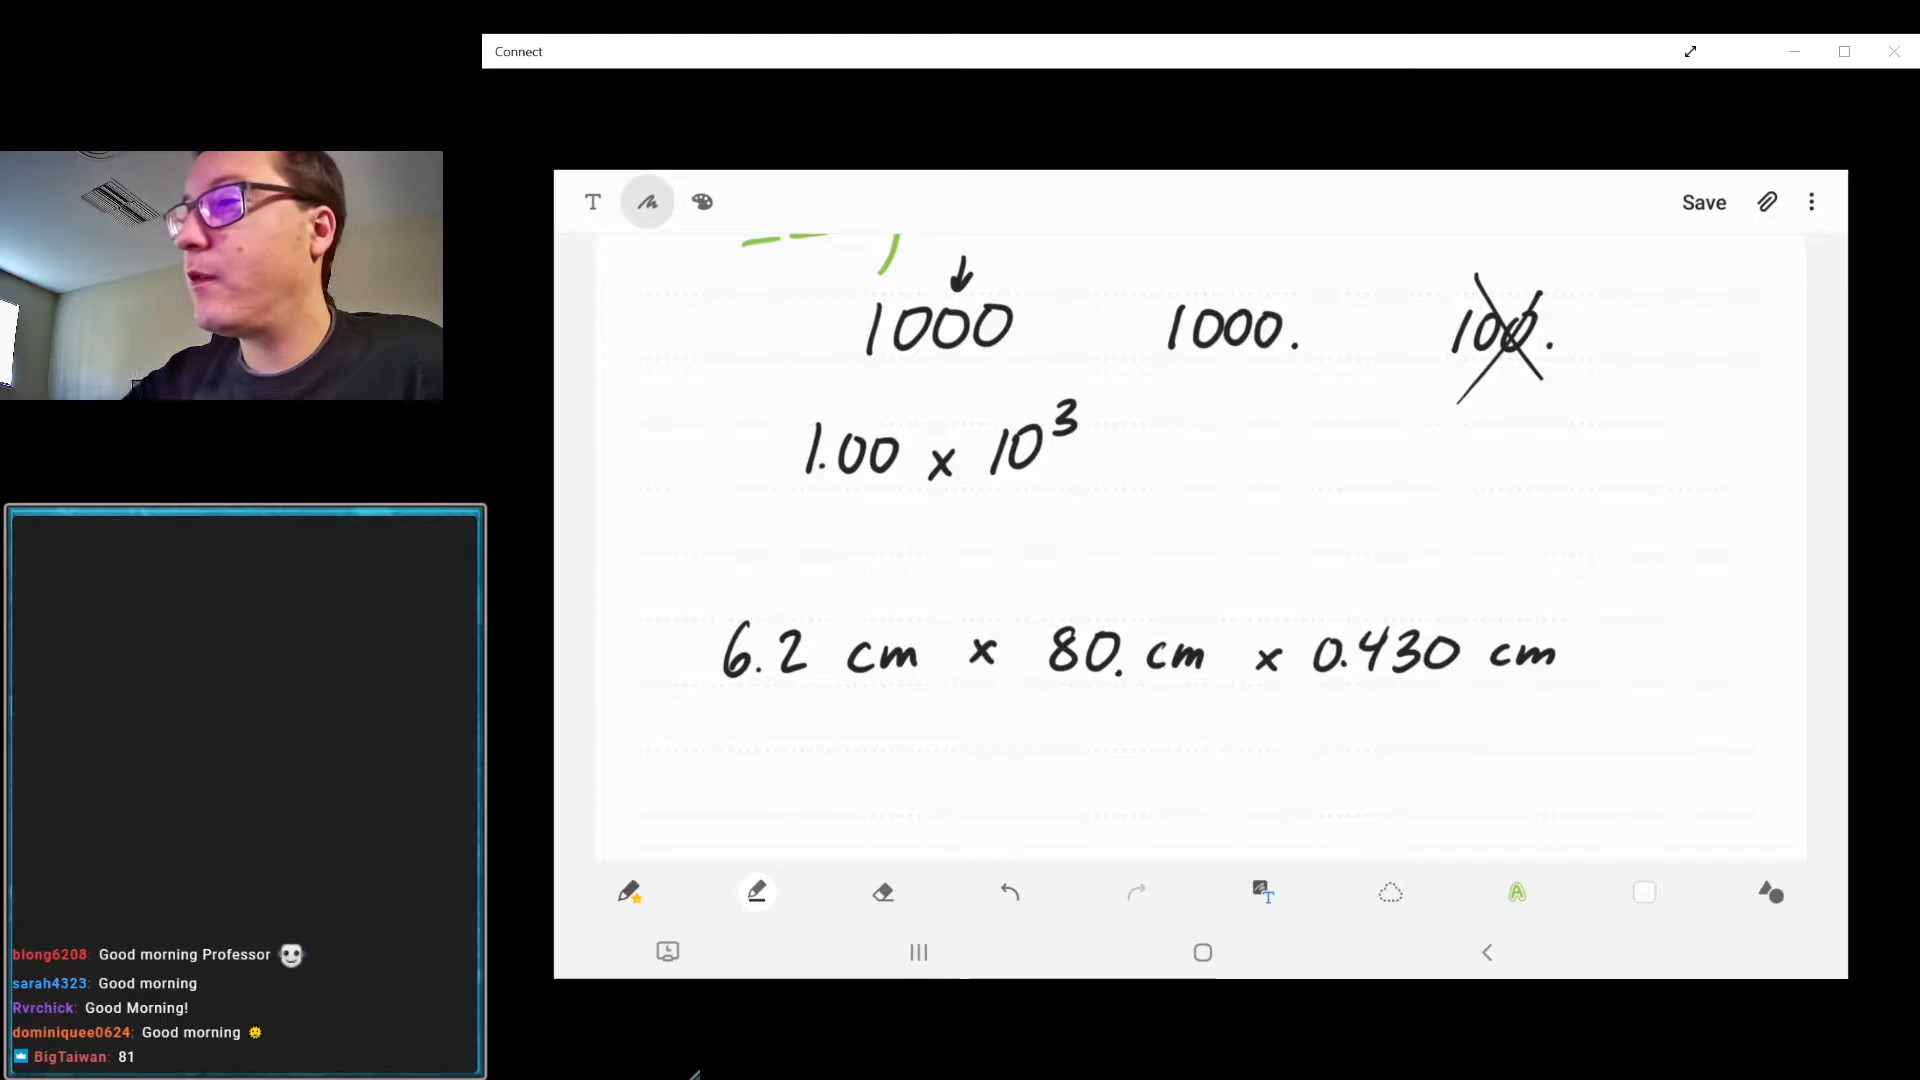 Connect
T Save
1000 1000. 100.
1.00 x 10³
6.2 cm x 80. cm x 0.430 cm
T A
blong6208: Good morning Professor
sarah4323: Good morning
Rvrchick: Good Morning!
dominiquee0624: Good morning
BigTaiwan: 81